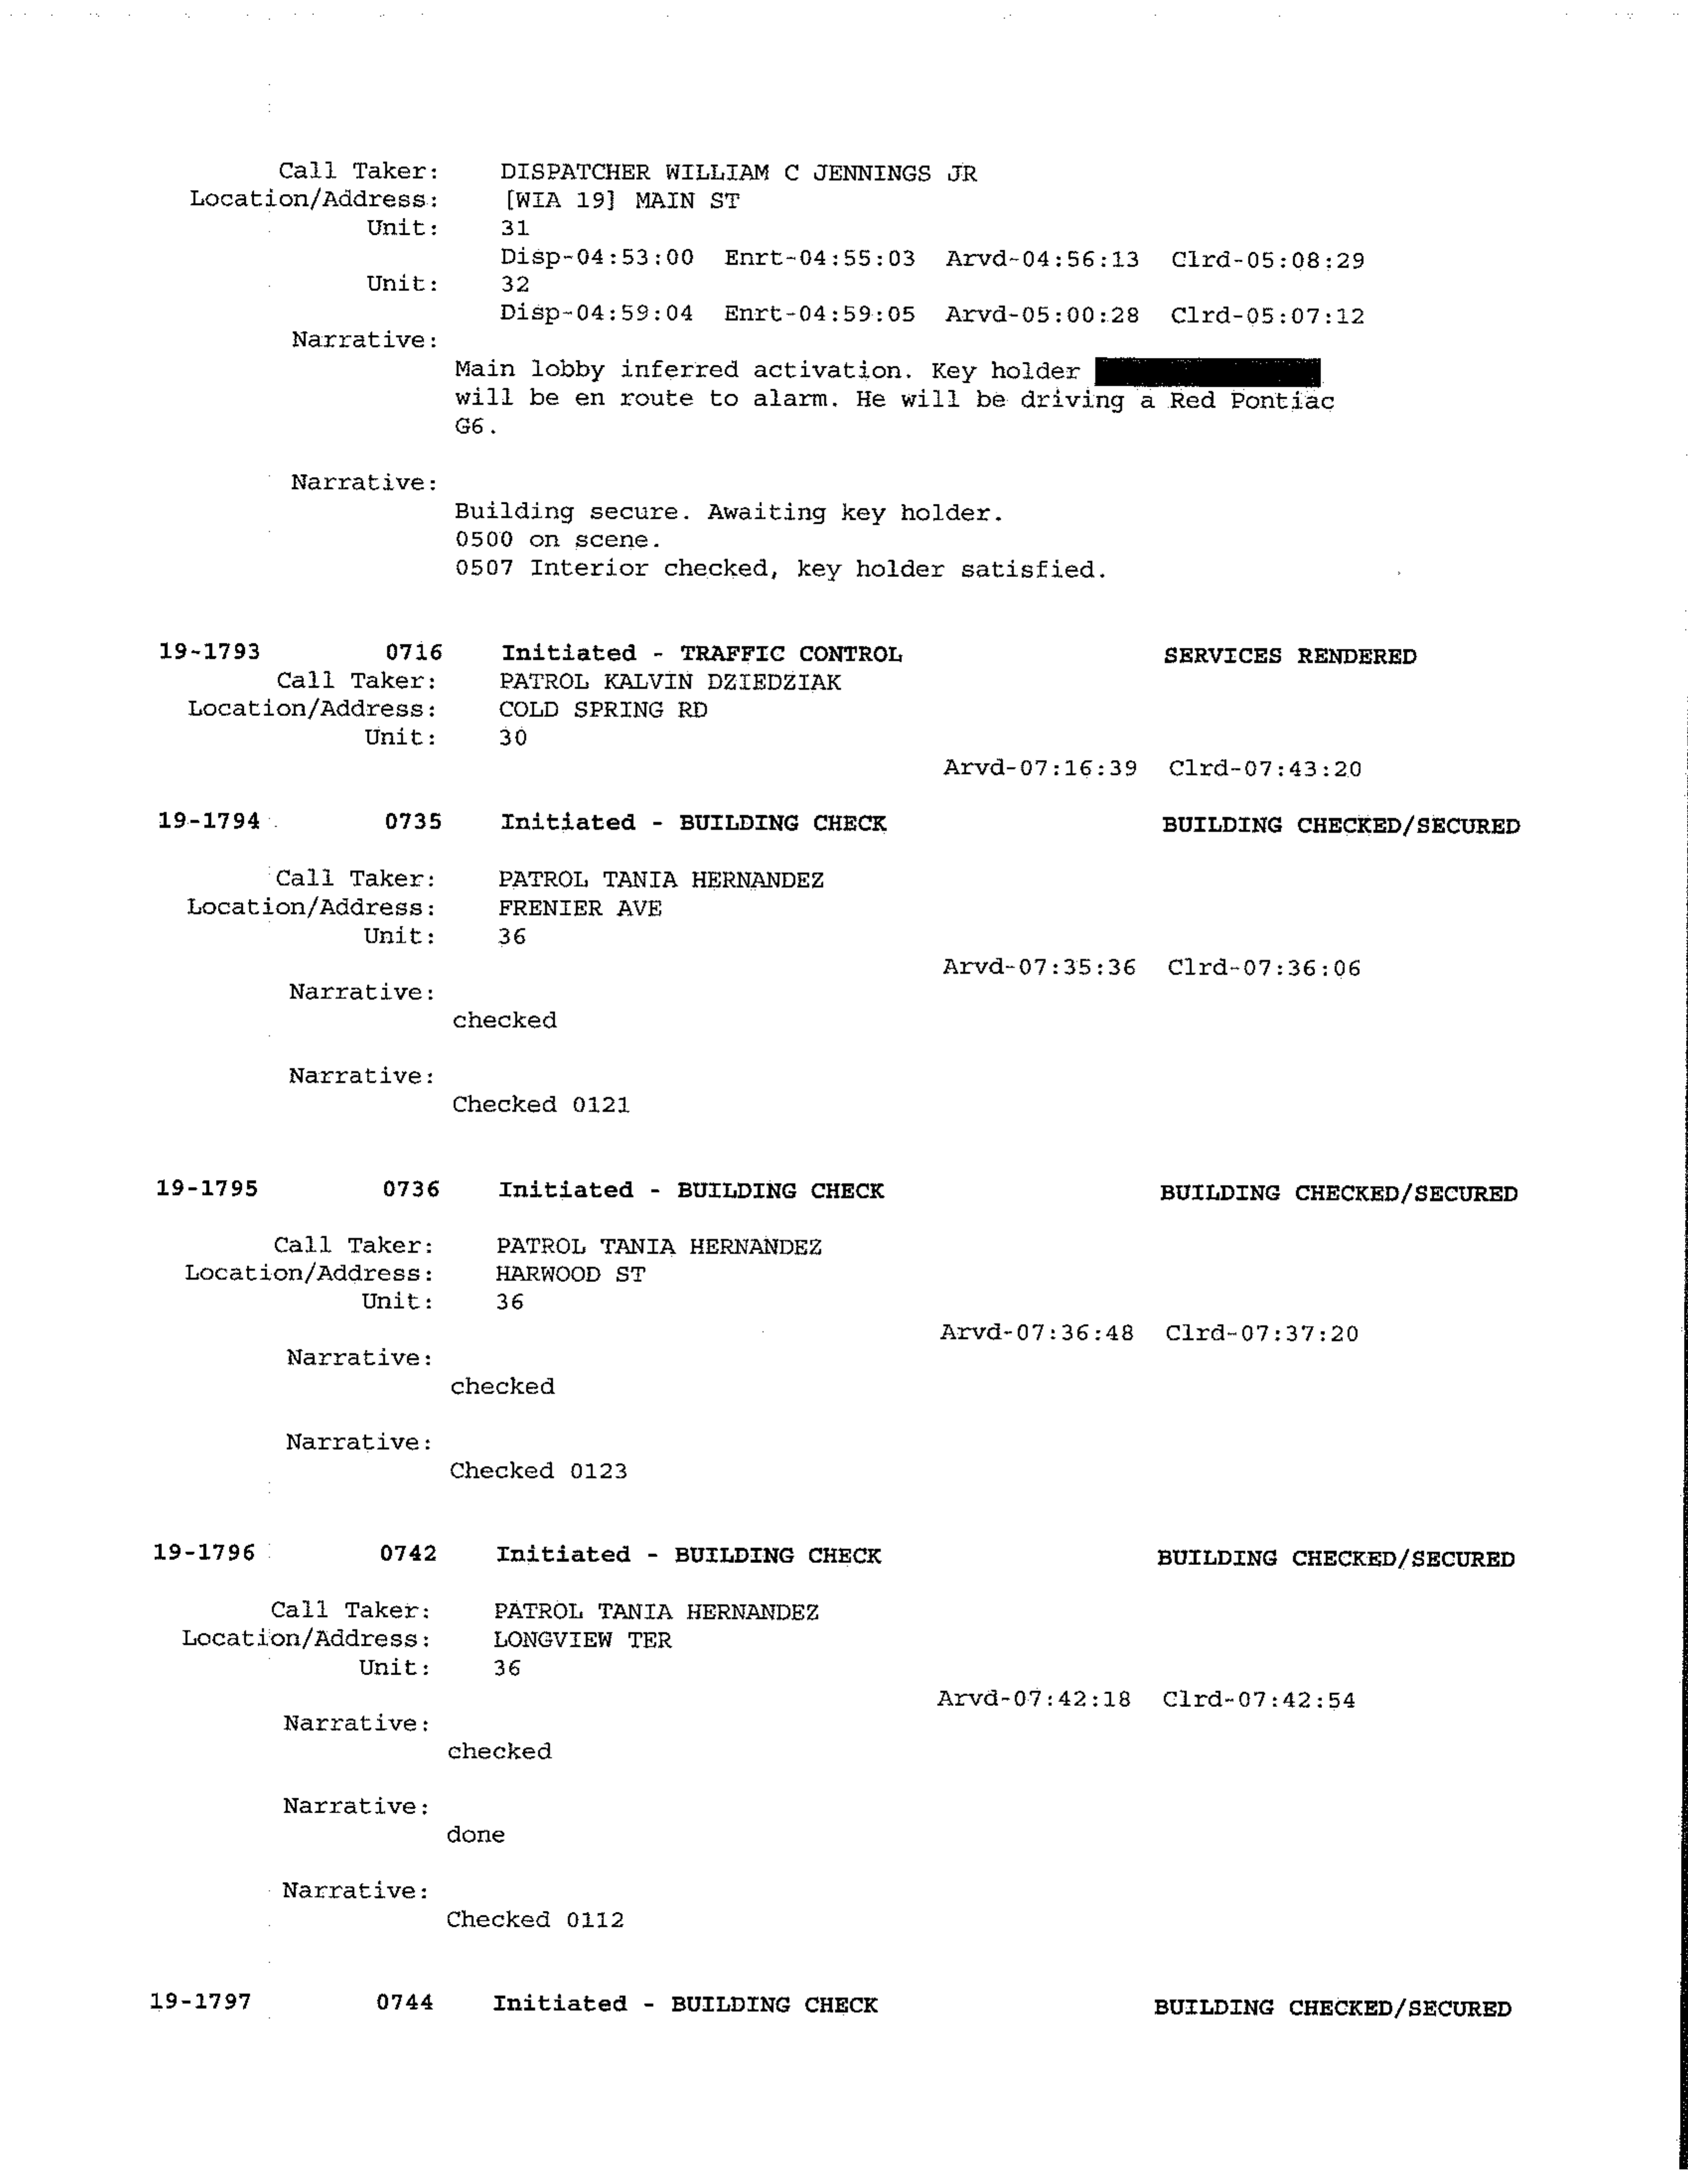 Call Taker: DISPATCHER WILLIAM C JENNINGS JR
Location/Address: [WIA 19] MAIN ST
Unit: 31
Disp-04:53:00 Enrt-04:55:03 Arvd-04:56:13 Clrd-05:08:29
Unit: 32
Disp-04:59:04 Enrt-04:59:05 Arvd-05:00:28 Clrd-05:07:12
Narrative:
Main lobby inferred activation. Key holder
will be en route to alarm. He will be driving a Red Pontiac
G6.
Narrative:
Building secure. Awaiting key holder.
0500 on scene.
0507 Interior checked, key holder satisfied.
19-1793 0716 Initiated - TRAFFIC CONTROL SERVICES RENDERED
Call Taker: PATROL KALVIN DZIEDZIAK
Location/Address: COLD SPRING RD
Unit: 30
Arvd-07:16:39 Clrd-07:43:20
19-1794 0735 Initiated - BUILDING CHECK BUILDING CHECKED/SECURED
Call Taker: PATROL TANIA HERNANDEZ
Location/Address: FRENIER AVE
Unit: 36
Arvd-07:35:36 Clrd-07:36:06
Narrative:
checked
Narrative:
Checked 0121
19-1795 0736 Initiated - BUILDING CHECK BUILDING CHECKED/SECURED
Call Taker: PATROL TANIA HERNANDEZ
Location/Address: HARWOOD ST
Unit: 36
Arvd-07:36:48 Clrd-07:37:20
Narrative:
checked
Narrative:
Checked 0123
19-1796 0742 Initiated - BUILDING CHECK BUILDING CHECKED/SECURED
Call Taker: PATROL TANIA HERNANDEZ
Location/Address: LONGVIEW TER
Unit: 36
Arvd-07:42:18 Clrd-07:42:54
Narrative:
checked
Narrative:
done
Narrative:
Checked 0112
19-1797 0744 Initiated - BUILDING CHECK BUILDING CHECKED/SECURED